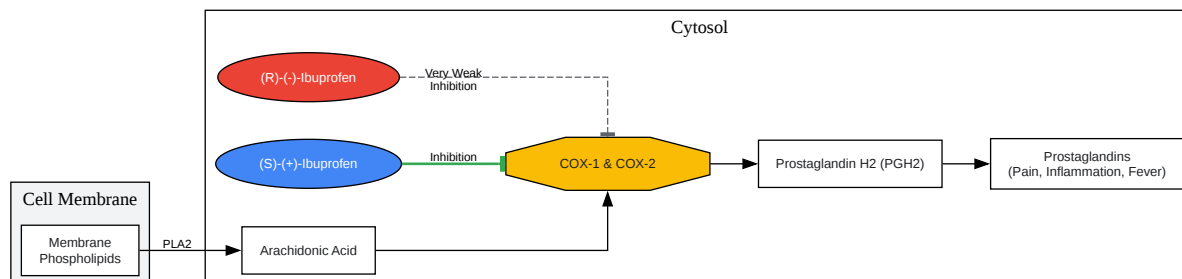 Cytosol
(R)-(-)-Ibuprofen
Very Weak
Inhibition
(S)-(+)-Ibuprofen
Inhibition
COX-1 & COX-2
Prostaglandin H2 (PGH2)
Prostaglandins
(Pain, Inflammation, Fever)
Cell Membrane
Membrane
Phospholipids
PLA2
Arachidonic Acid